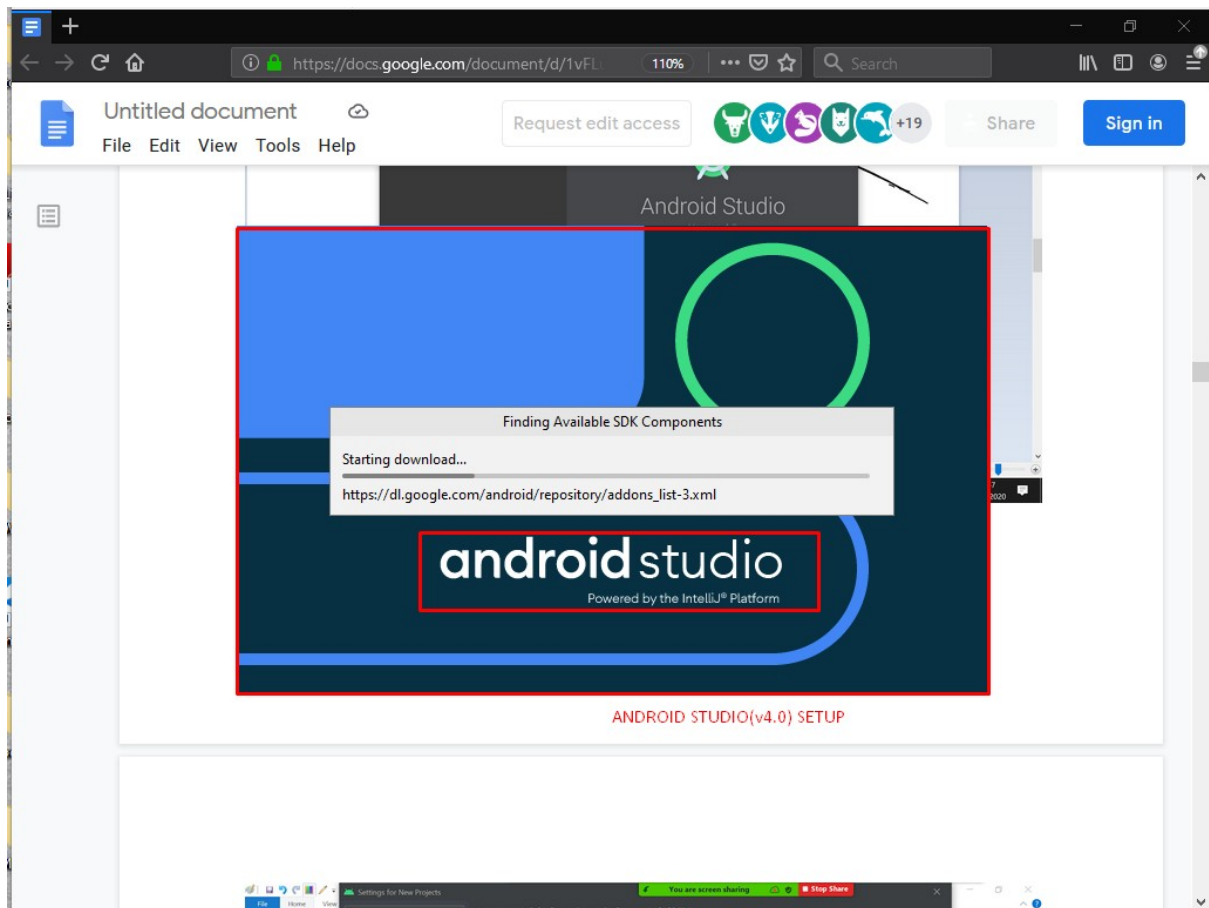 https://docs.google.com/document/d/1vFL
110%
Search
Untitled document
File Edit View Tools Help
Request edit access
+19
Share
Sign in
Android Studio
Finding Available SDK Components
Starting download...
https://dl.google.com/android/repository/addons_list-3.xml
2020
android studio
Powered by the IntelliJ® Platform
ANDROID STUDIO(v4.0) SETUP
Settings for New Projects
You are screen sharing
Stop Share
File Home View